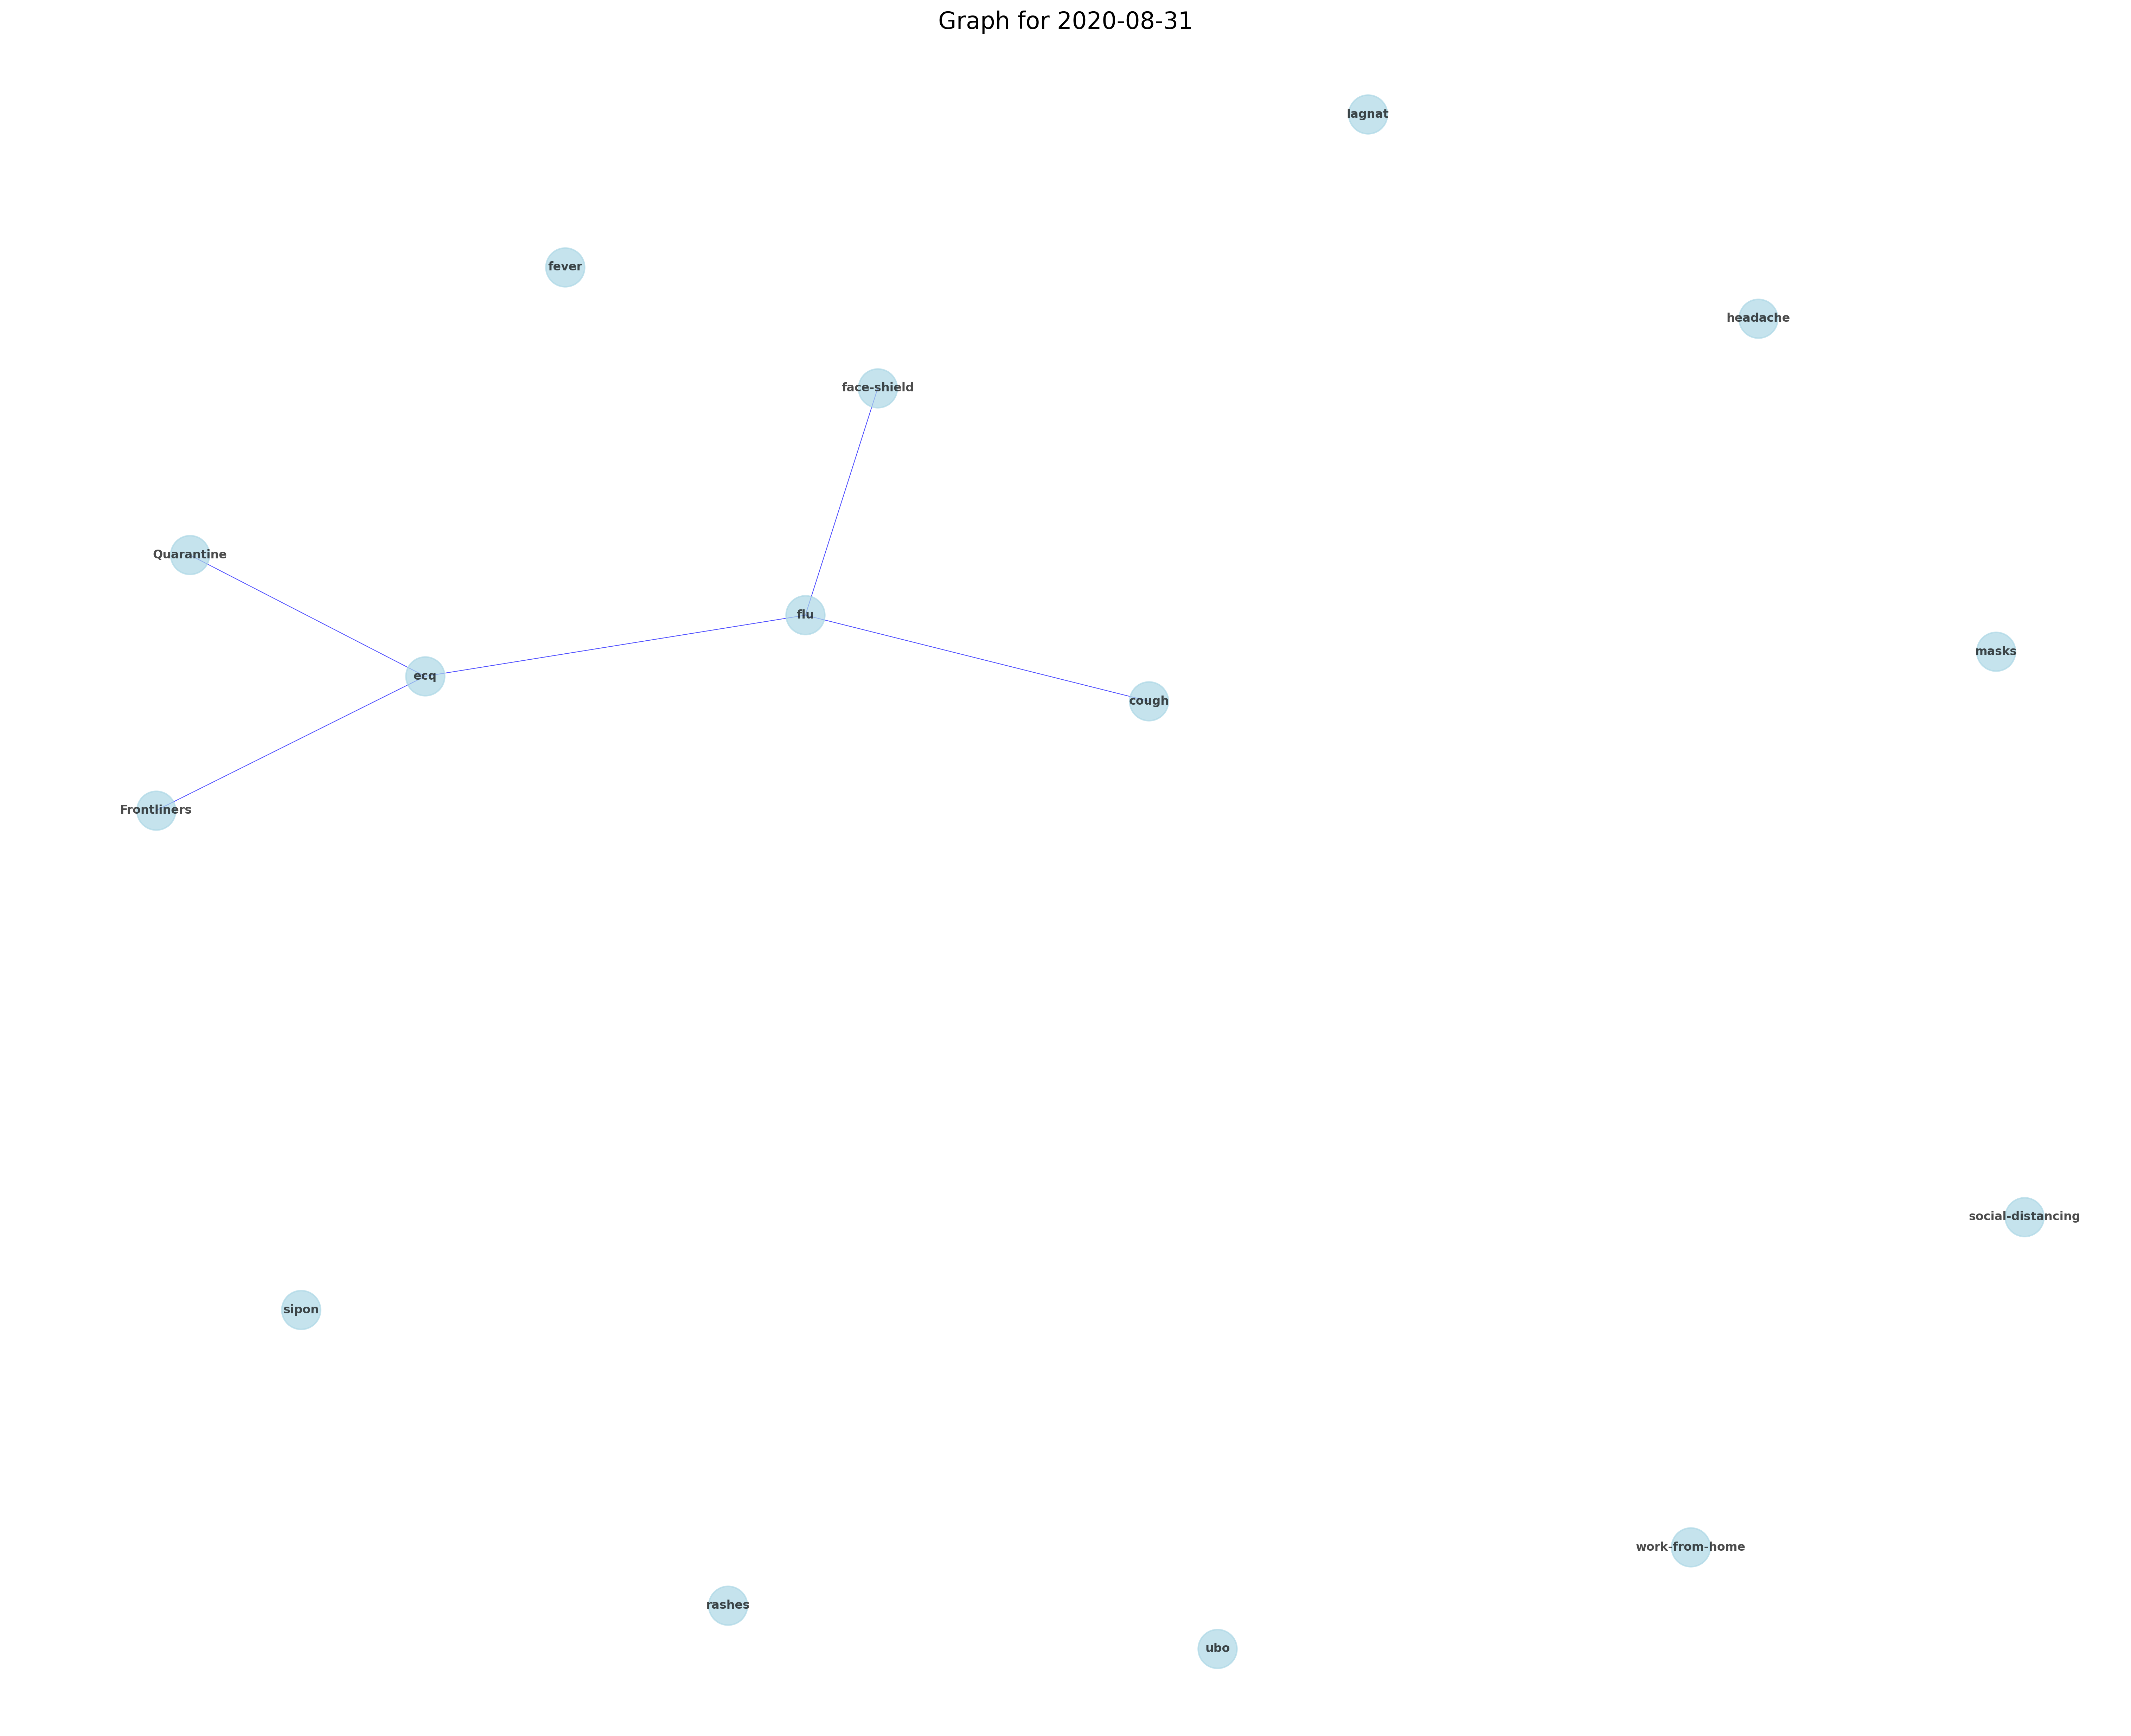 Graph for 2020-08-31
lagnat
fever
headache
face-shield
Quarantine
flu
masks
ecq
cough
Frontliners
social-distancing
sipon
work-from-home
rashes
ubo